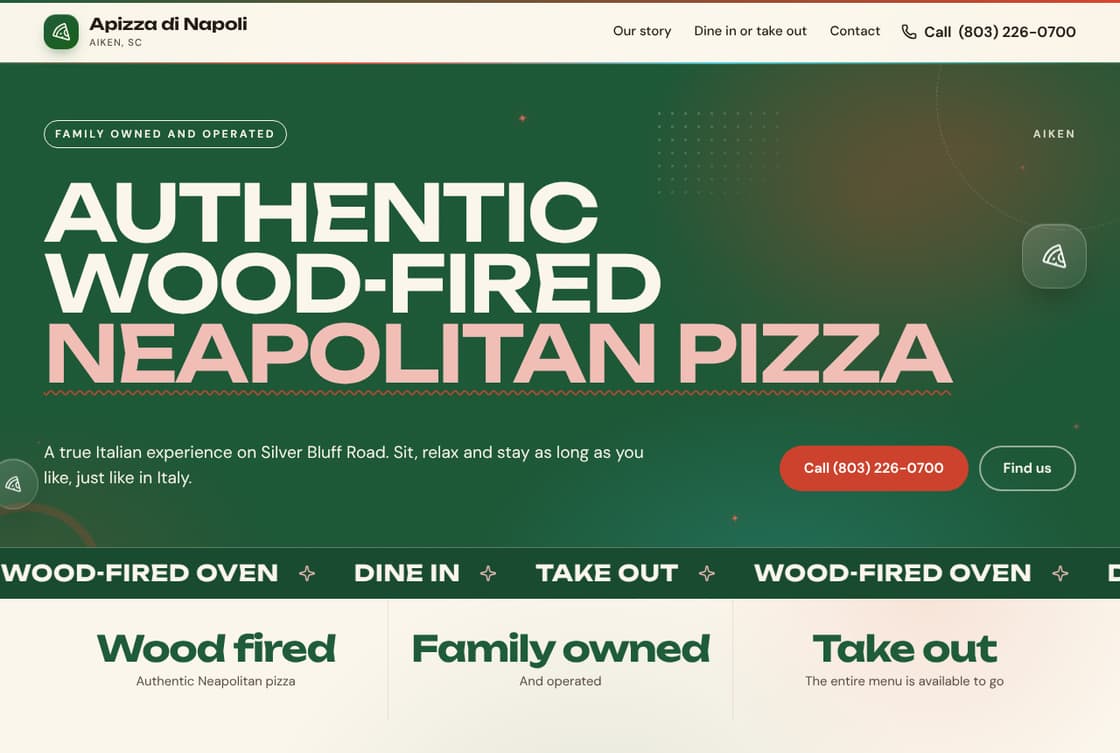 Apizza di Napoli
AIKEN, SC
Our story
Dine in or take out
Contact
Call (803) 226-0700
FAMILY OWNED AND OPERATED
AIKEN
AUTHENTIC
WOOD-FIRED
NEAPOLITAN PIZZA
A true Italian experience on Silver Bluff Road. Sit, relax and stay as long as you
like, just like in Italy.
Call (803) 226-0700
Find us
WOOD-FIRED OVEN
DINE IN
TAKE OUT
WOOD-FIRED OVEN
Wood fired
Authentic Neapolitan pizza
Family owned
And operated
Take out
The entire menu is available to go